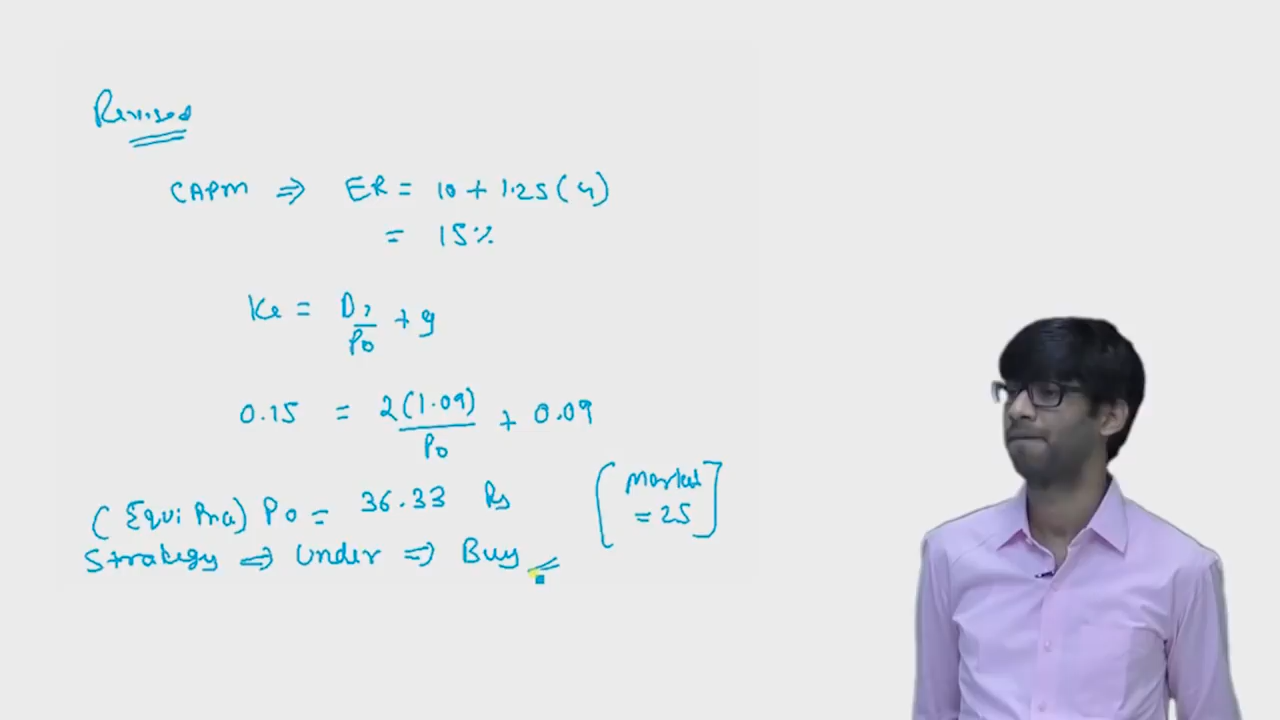 Revised
CAPM ⇒ ER = 10 + 1.25 (4)
= 15%
Ke = D1/P0 + g
0.15 = 2(1.09)/P0 + 0.09
(Equi Price) P0 = 36.33 Rs [Market = 25]
Strategy ⇒ Under ⇒ Buy